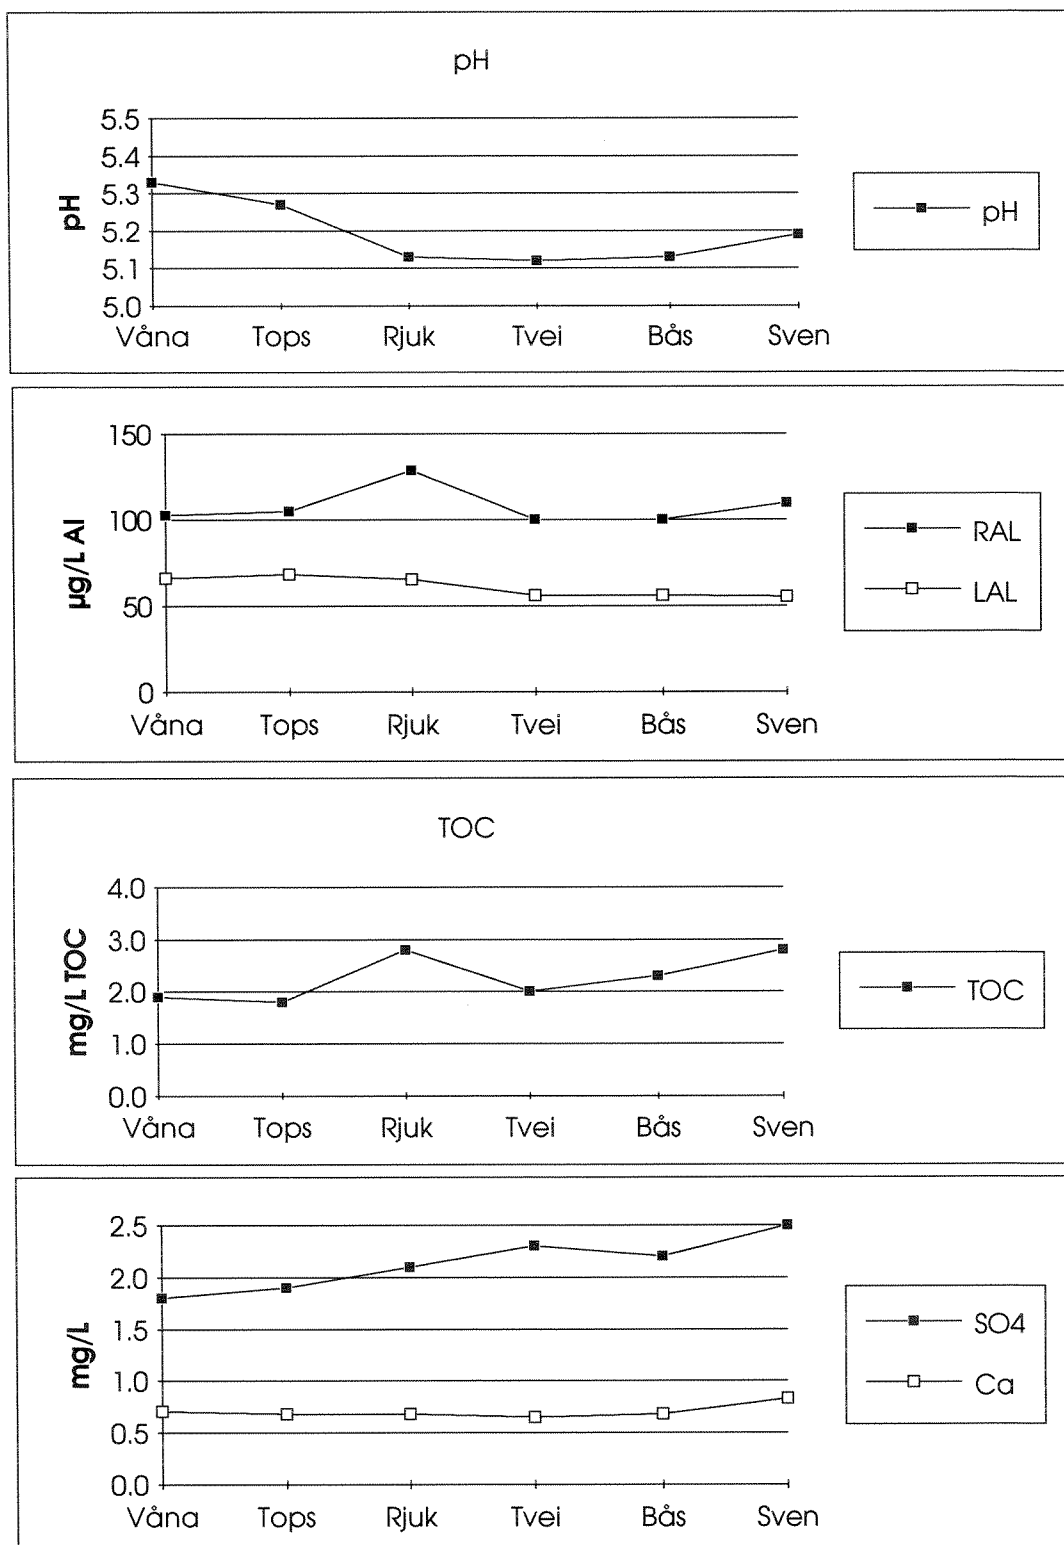 pH
pH
5.5
5.4
5.3
5.2
5.1
5.0
Våna Tops Rjuk Tvei Bås Sven
pH
µg/L Al
150
100
50
0
Våna Tops Rjuk Tvei Bås Sven
RAL
LAL
TOC
mg/L TOC
4.0
3.0
2.0
1.0
0.0
Våna Tops Rjuk Tvei Bås Sven
TOC
mg/L
2.5
2.0
1.5
1.0
0.5
0.0
Våna Tops Rjuk Tvei Bås Sven
SO4
Ca